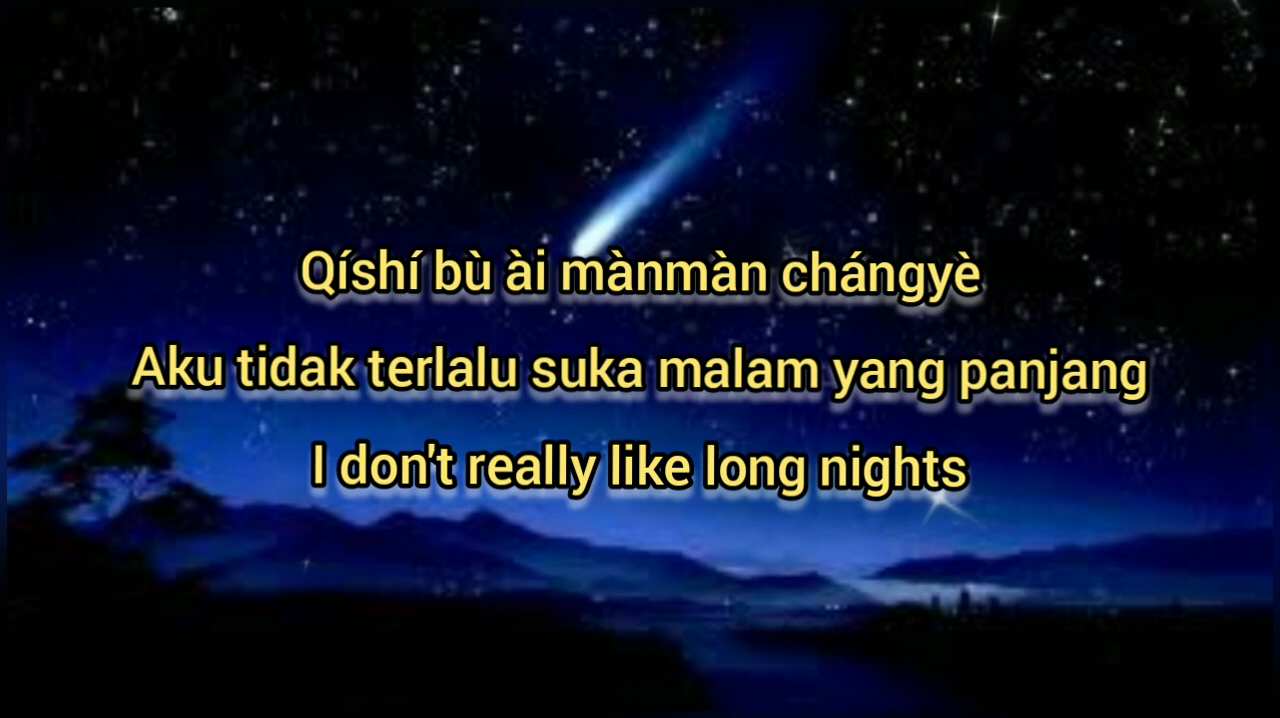 Qíshí bù ài mànmàn chángyè
Aku tidak terlalu suka malam yang panjang
I don't really like long nights